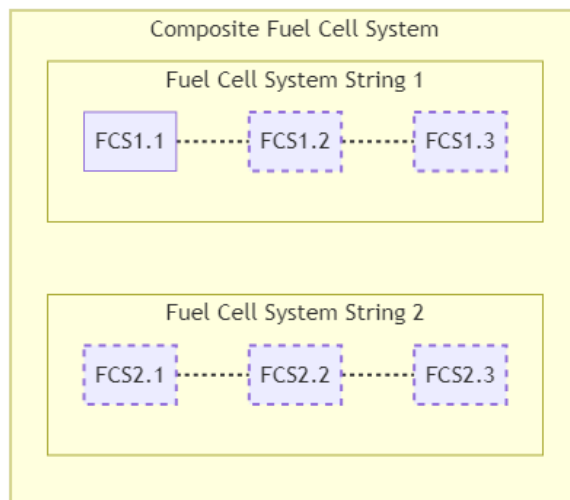 Composite Fuel Cell System
Fuel Cell System String 1
FCS1.1 FCS1.2 FCS1.3
Fuel Cell System String 2
FCS2.1 FCS2.2 FCS2.3